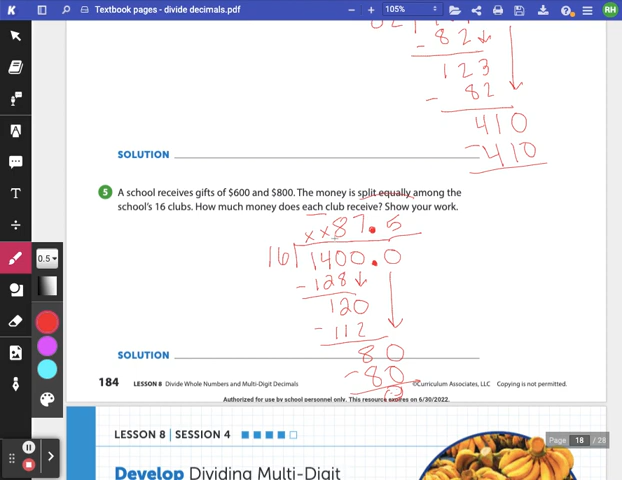 K
Textbook pages - divide decimals.pdf
105%
RH
82
- 82
123
- 82
410
SOLUTION
- 410
5 A school receives gifts of $600 and $800. The money is split equally among the
school's 16 clubs. How much money does each club receive? Show your work.
x x 87.5
16 1400.0
0.5
- 128
120
- 112
SOLUTION
80
- 80
0
184 LESSON 8 Divide Whole Numbers and Multi-Digit Decimals
©Curriculum Associates, LLC Copying is not permitted.
Authorized for use by school personnel only. This resource expires on 6/30/2022.
LESSON 8 | SESSION 4
Page 18 / 28
Develop Dividing Multi-Digit